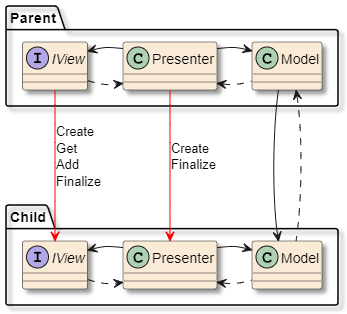 Parent
I IView
C Presenter
C Model
Create
Get
Add
Finalize
Create
Finalize
Child
I IView
C Presenter
C Model